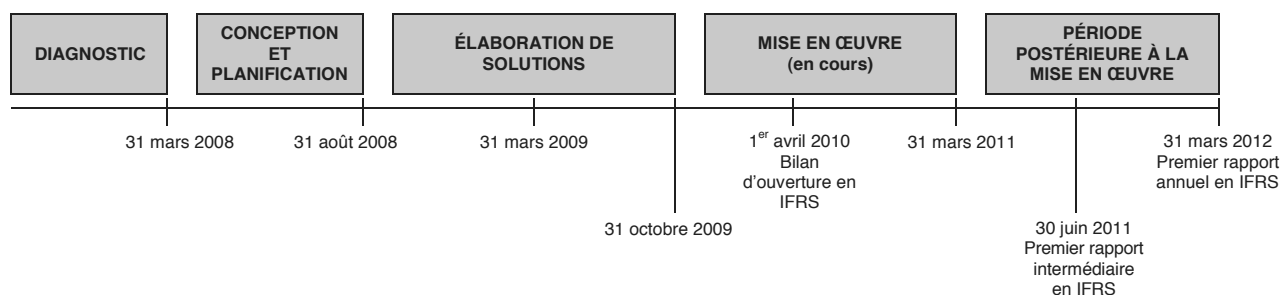 DIAGNOSTIC
CONCEPTION
ET
PLANIFICATION
ÉLABORATION DE
SOLUTIONS
MISE EN ŒUVRE
(en cours)
PÉRIODE
POSTÉRIEURE À LA
MISE EN ŒUVRE
31 mars 2008
31 août 2008
31 mars 2009
31 octobre 2009
1er avril 2010
Bilan
d’ouverture en
IFRS
31 mars 2011
30 juin 2011
Premier rapport
intermédiaire
en IFRS
31 mars 2012
Premier rapport
annuel en IFRS